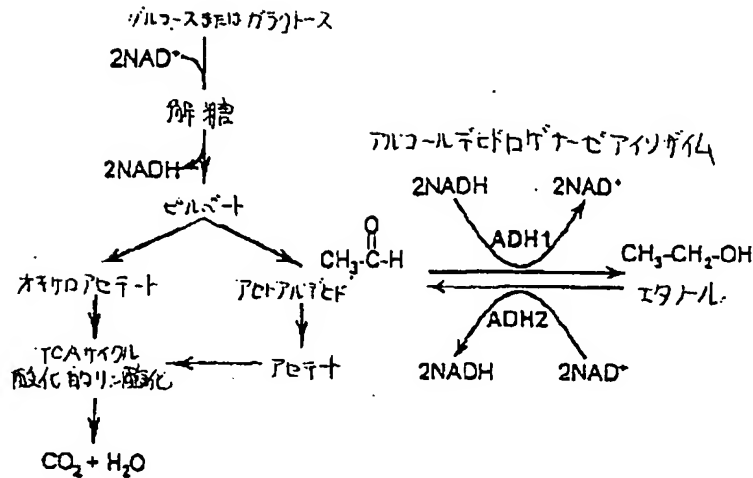 グルコースまたはガラクトース
2NAD⁺
解糖
2NADH
ピルベート
アルコールデヒドロゲナーゼアイソザイム
2NADH 2NAD⁺
ADH1
O
CH₃-C-H
CH₃-CH₂-OH
オキサロアセテート
アセトアルデヒド
エタノール
ADH2
TCAサイクル
酸化的リン酸化
アセテート
2NADH 2NAD⁺
CO₂ + H₂O